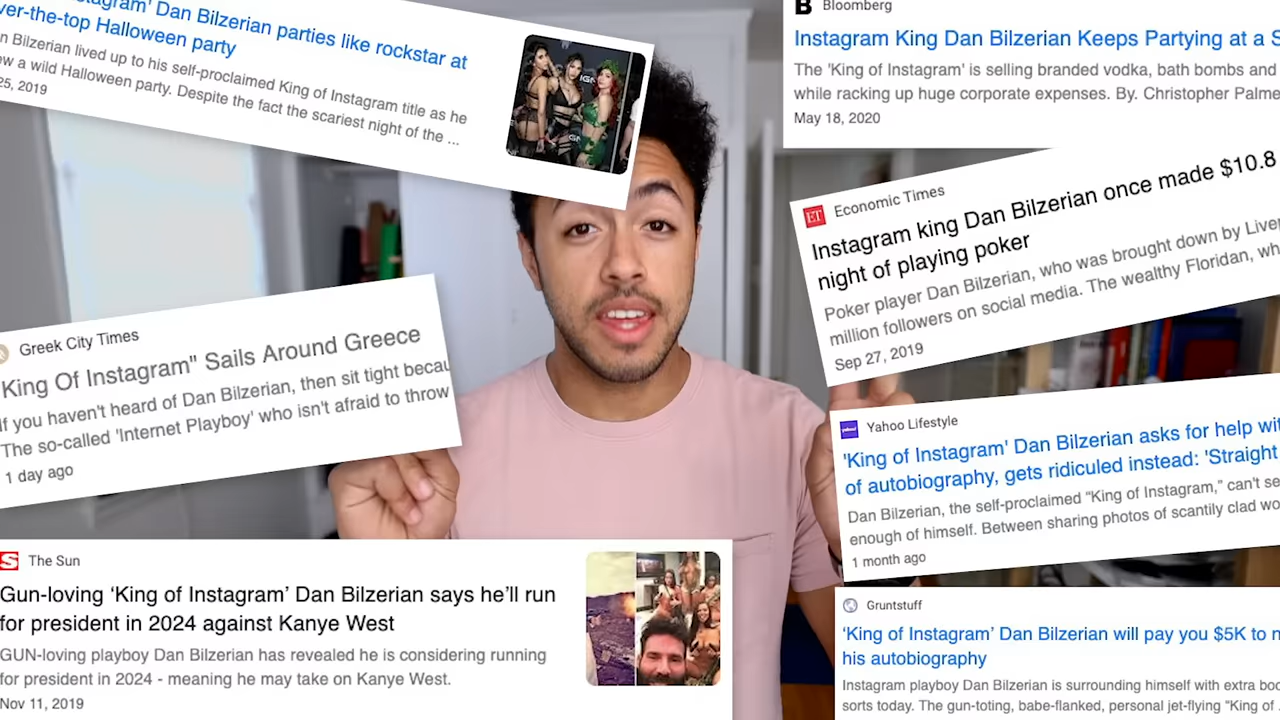 tagram' Dan Bilzerian parties like rockstar at
ver-the-top Halloween party
n Bilzerian lived up to his self-proclaimed King of Instagram title as he
ew a wild Halloween party. Despite the fact the scariest night of the ...
25, 2019
Bloomberg
Instagram King Dan Bilzerian Keeps Partying at a S
The 'King of Instagram' is selling branded vodka, bath bombs and
while racking up huge corporate expenses. By. Christopher Palme
May 18, 2020
ET
Economic Times
Instagram king Dan Bilzerian once made $10.8
night of playing poker
Poker player Dan Bilzerian, who was brought down by Liver
million followers on social media. The wealthy Floridan, wh
Sep 27, 2019
Greek City Times
King Of Instagram" Sails Around Greece
If you haven't heard of Dan Bilzerian, then sit tight becau
The so-called 'Internet Playboy' who isn't afraid to throw
1 day ago
yahoo!
Yahoo Lifestyle
'King of Instagram' Dan Bilzerian asks for help wit
of autobiography, gets ridiculed instead: 'Straight
Dan Bilzerian, the self-proclaimed “King of Instagram,” can't se
enough of himself. Between sharing photos of scantily clad wo
1 month ago
The Sun
Gun-loving ‘King of Instagram’ Dan Bilzerian says he’ll run
for president in 2024 against Kanye West
GUN-loving playboy Dan Bilzerian has revealed he is considering running
for president in 2024 - meaning he may take on Kanye West.
Nov 11, 2019
Gruntstuff
‘King of Instagram’ Dan Bilzerian will pay you $5K to n
his autobiography
Instagram playboy Dan Bilzerian is surrounding himself with extra boo
sorts today. The gun-toting, babe-flanked, personal jet-flying “King of